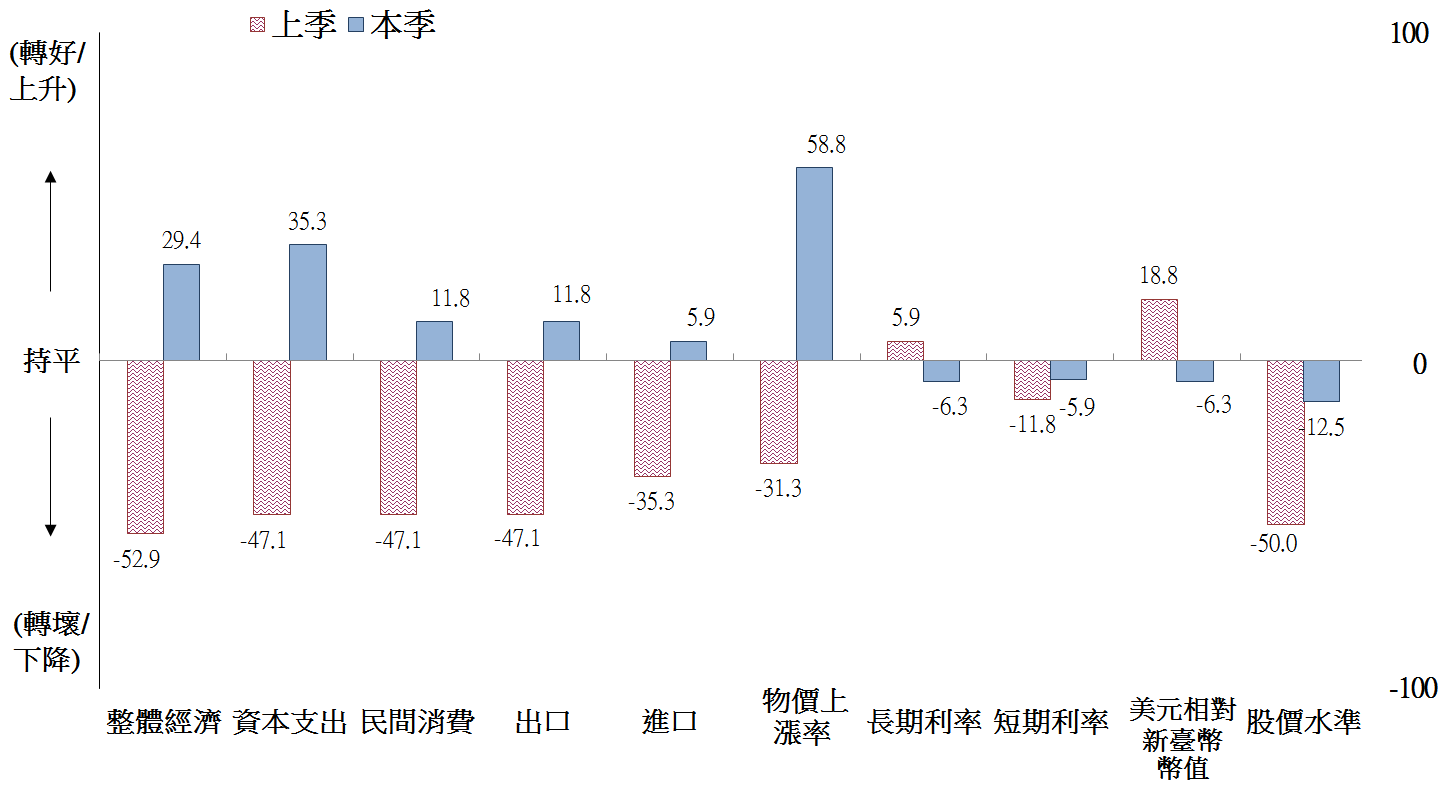 上季 本季
100
(轉好/
上升)
58.8
35.3
29.4
18.8
11.8
11.8
5.9
5.9
持平
0
-6.3
-5.9
-6.3
-11.8
-12.5
-31.3
-35.3
-47.1
-47.1
-47.1
-50.0
-52.9
(轉壞/
下降)
-100
整體經濟
資本支出
民間消費
出口
進口
物價上
漲率
長期利率
短期利率
美元相對
新臺幣
幣值
股價水準